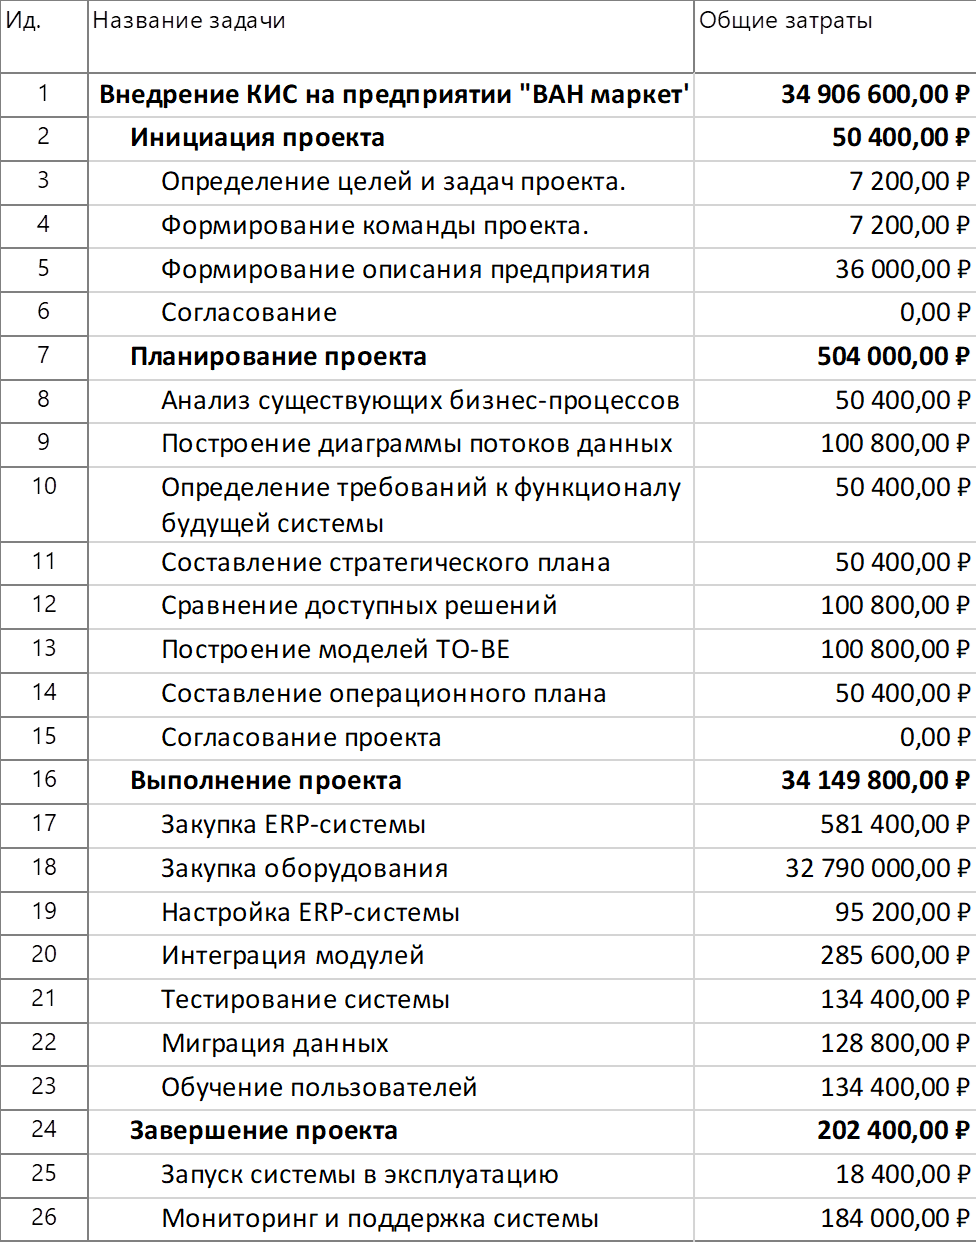 Ид. Название задачи Общие затраты
1 Внедрение КИС на предприятии "ВАН маркет' 34 906 600,00 ₽
2 Инициация проекта 50 400,00 ₽
3 Определение целей и задач проекта. 7 200,00 ₽
4 Формирование команды проекта. 7 200,00 ₽
5 Формирование описания предприятия 36 000,00 ₽
6 Согласование 0,00 ₽
7 Планирование проекта 504 000,00 ₽
8 Анализ существующих бизнес-процессов 50 400,00 ₽
9 Построение диаграммы потоков данных 100 800,00 ₽
10 Определение требований к функционалу 50 400,00 ₽
будущей системы
11 Составление стратегического плана 50 400,00 ₽
12 Сравнение доступных решений 100 800,00 ₽
13 Построение моделей TO-BE 100 800,00 ₽
14 Составление операционного плана 50 400,00 ₽
15 Согласование проекта 0,00 ₽
16 Выполнение проекта 34 149 800,00 ₽
17 Закупка ERP-системы 581 400,00 ₽
18 Закупка оборудования 32 790 000,00 ₽
19 Настройка ERP-системы 95 200,00 ₽
20 Интеграция модулей 285 600,00 ₽
21 Тестирование системы 134 400,00 ₽
22 Миграция данных 128 800,00 ₽
23 Обучение пользователей 134 400,00 ₽
24 Завершение проекта 202 400,00 ₽
25 Запуск системы в эксплуатацию 18 400,00 ₽
26 Мониторинг и поддержка системы 184 000,00 ₽